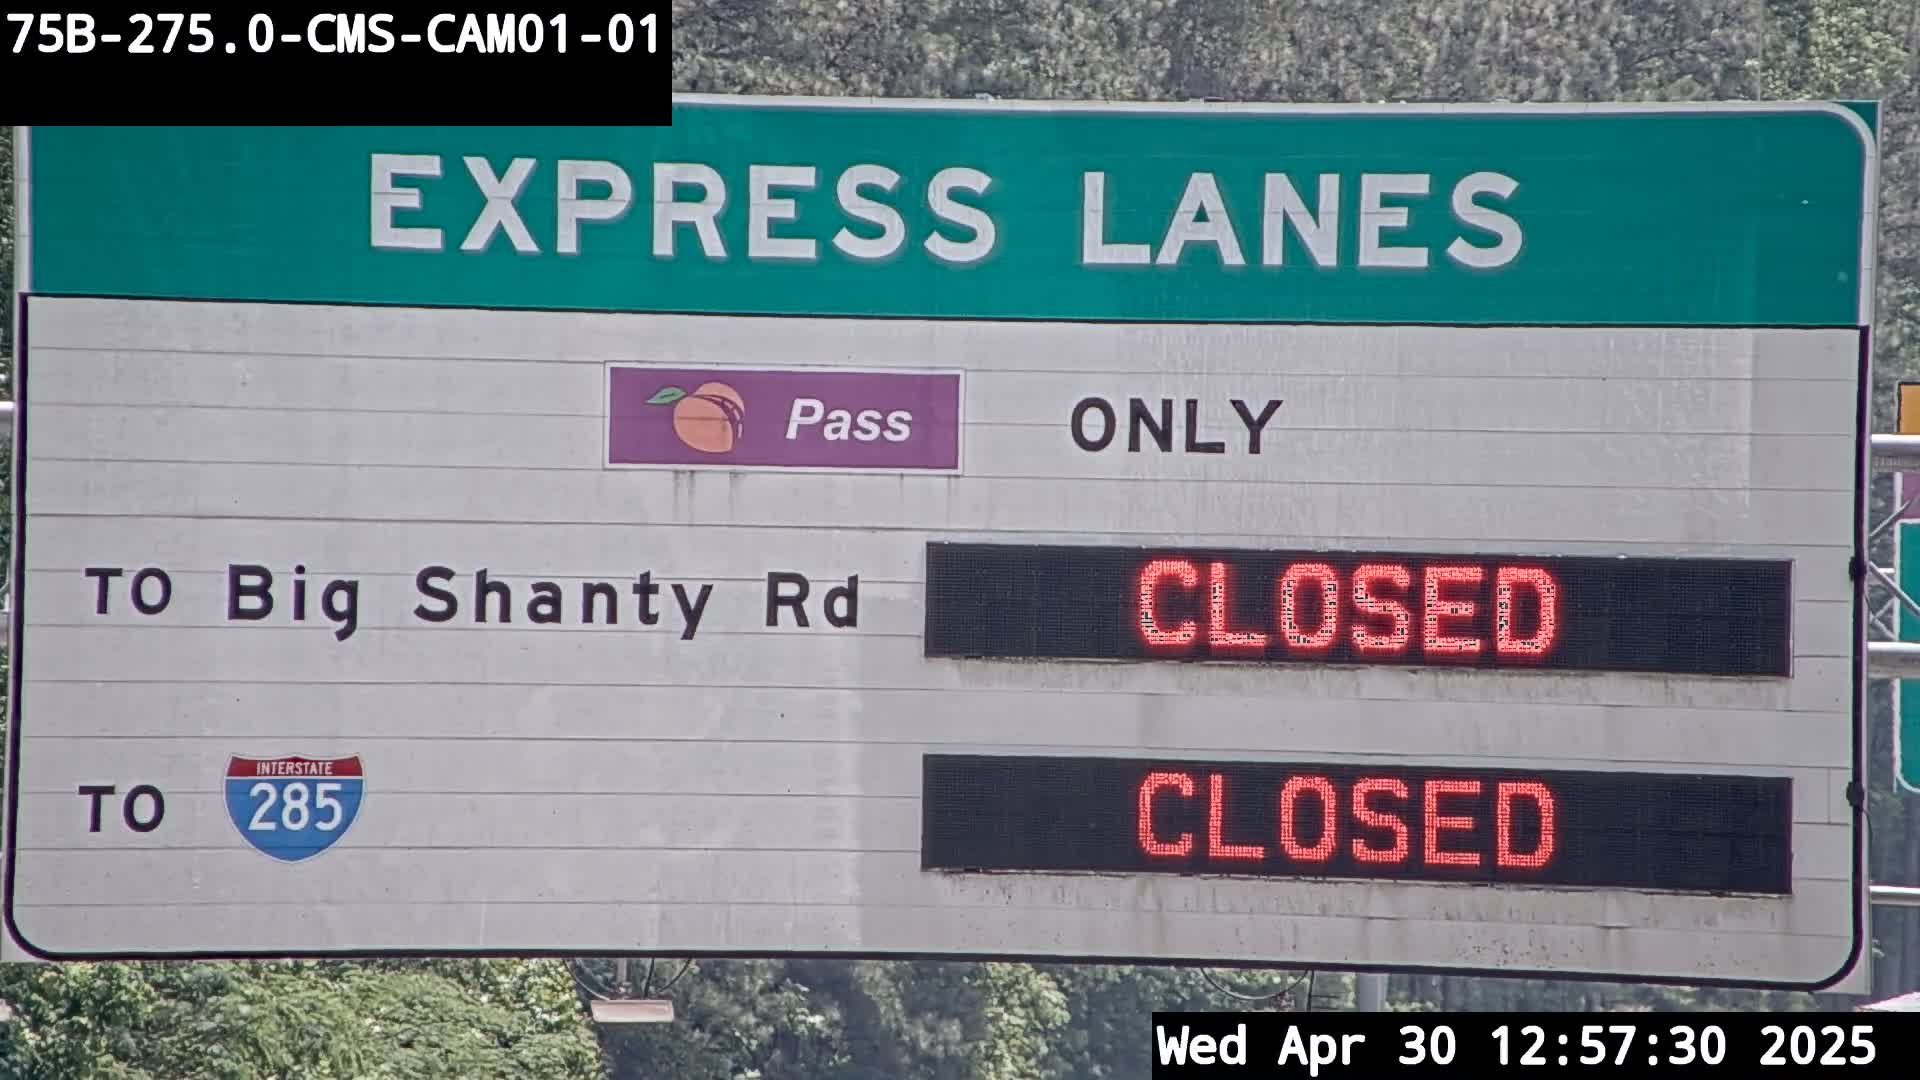 75B-275.0-CMS-CAM01-01
EXPRESS LANES
Pass ONLY
TO Big Shanty Rd CLOSED
TO INTERSTATE 285 CLOSED
Wed Apr 30 12:57:30 2025